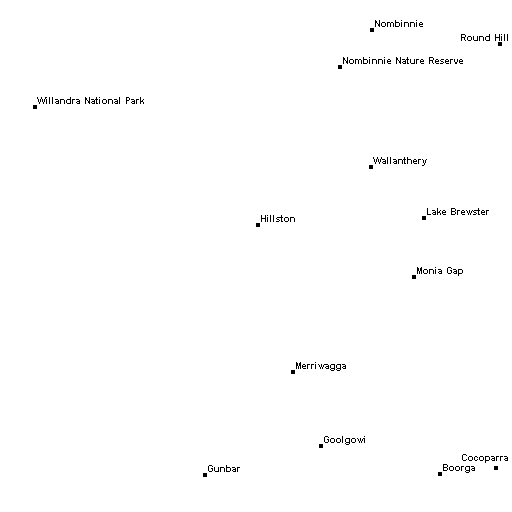 Nombinnie
Round Hill
Nombinnie Nature Reserve
Willandra National Park
Wallanthery
Lake Brewster
Hillston
Monia Gap
Merriwagga
Goolgowi
Cocoparra
Gunbar
Boorga